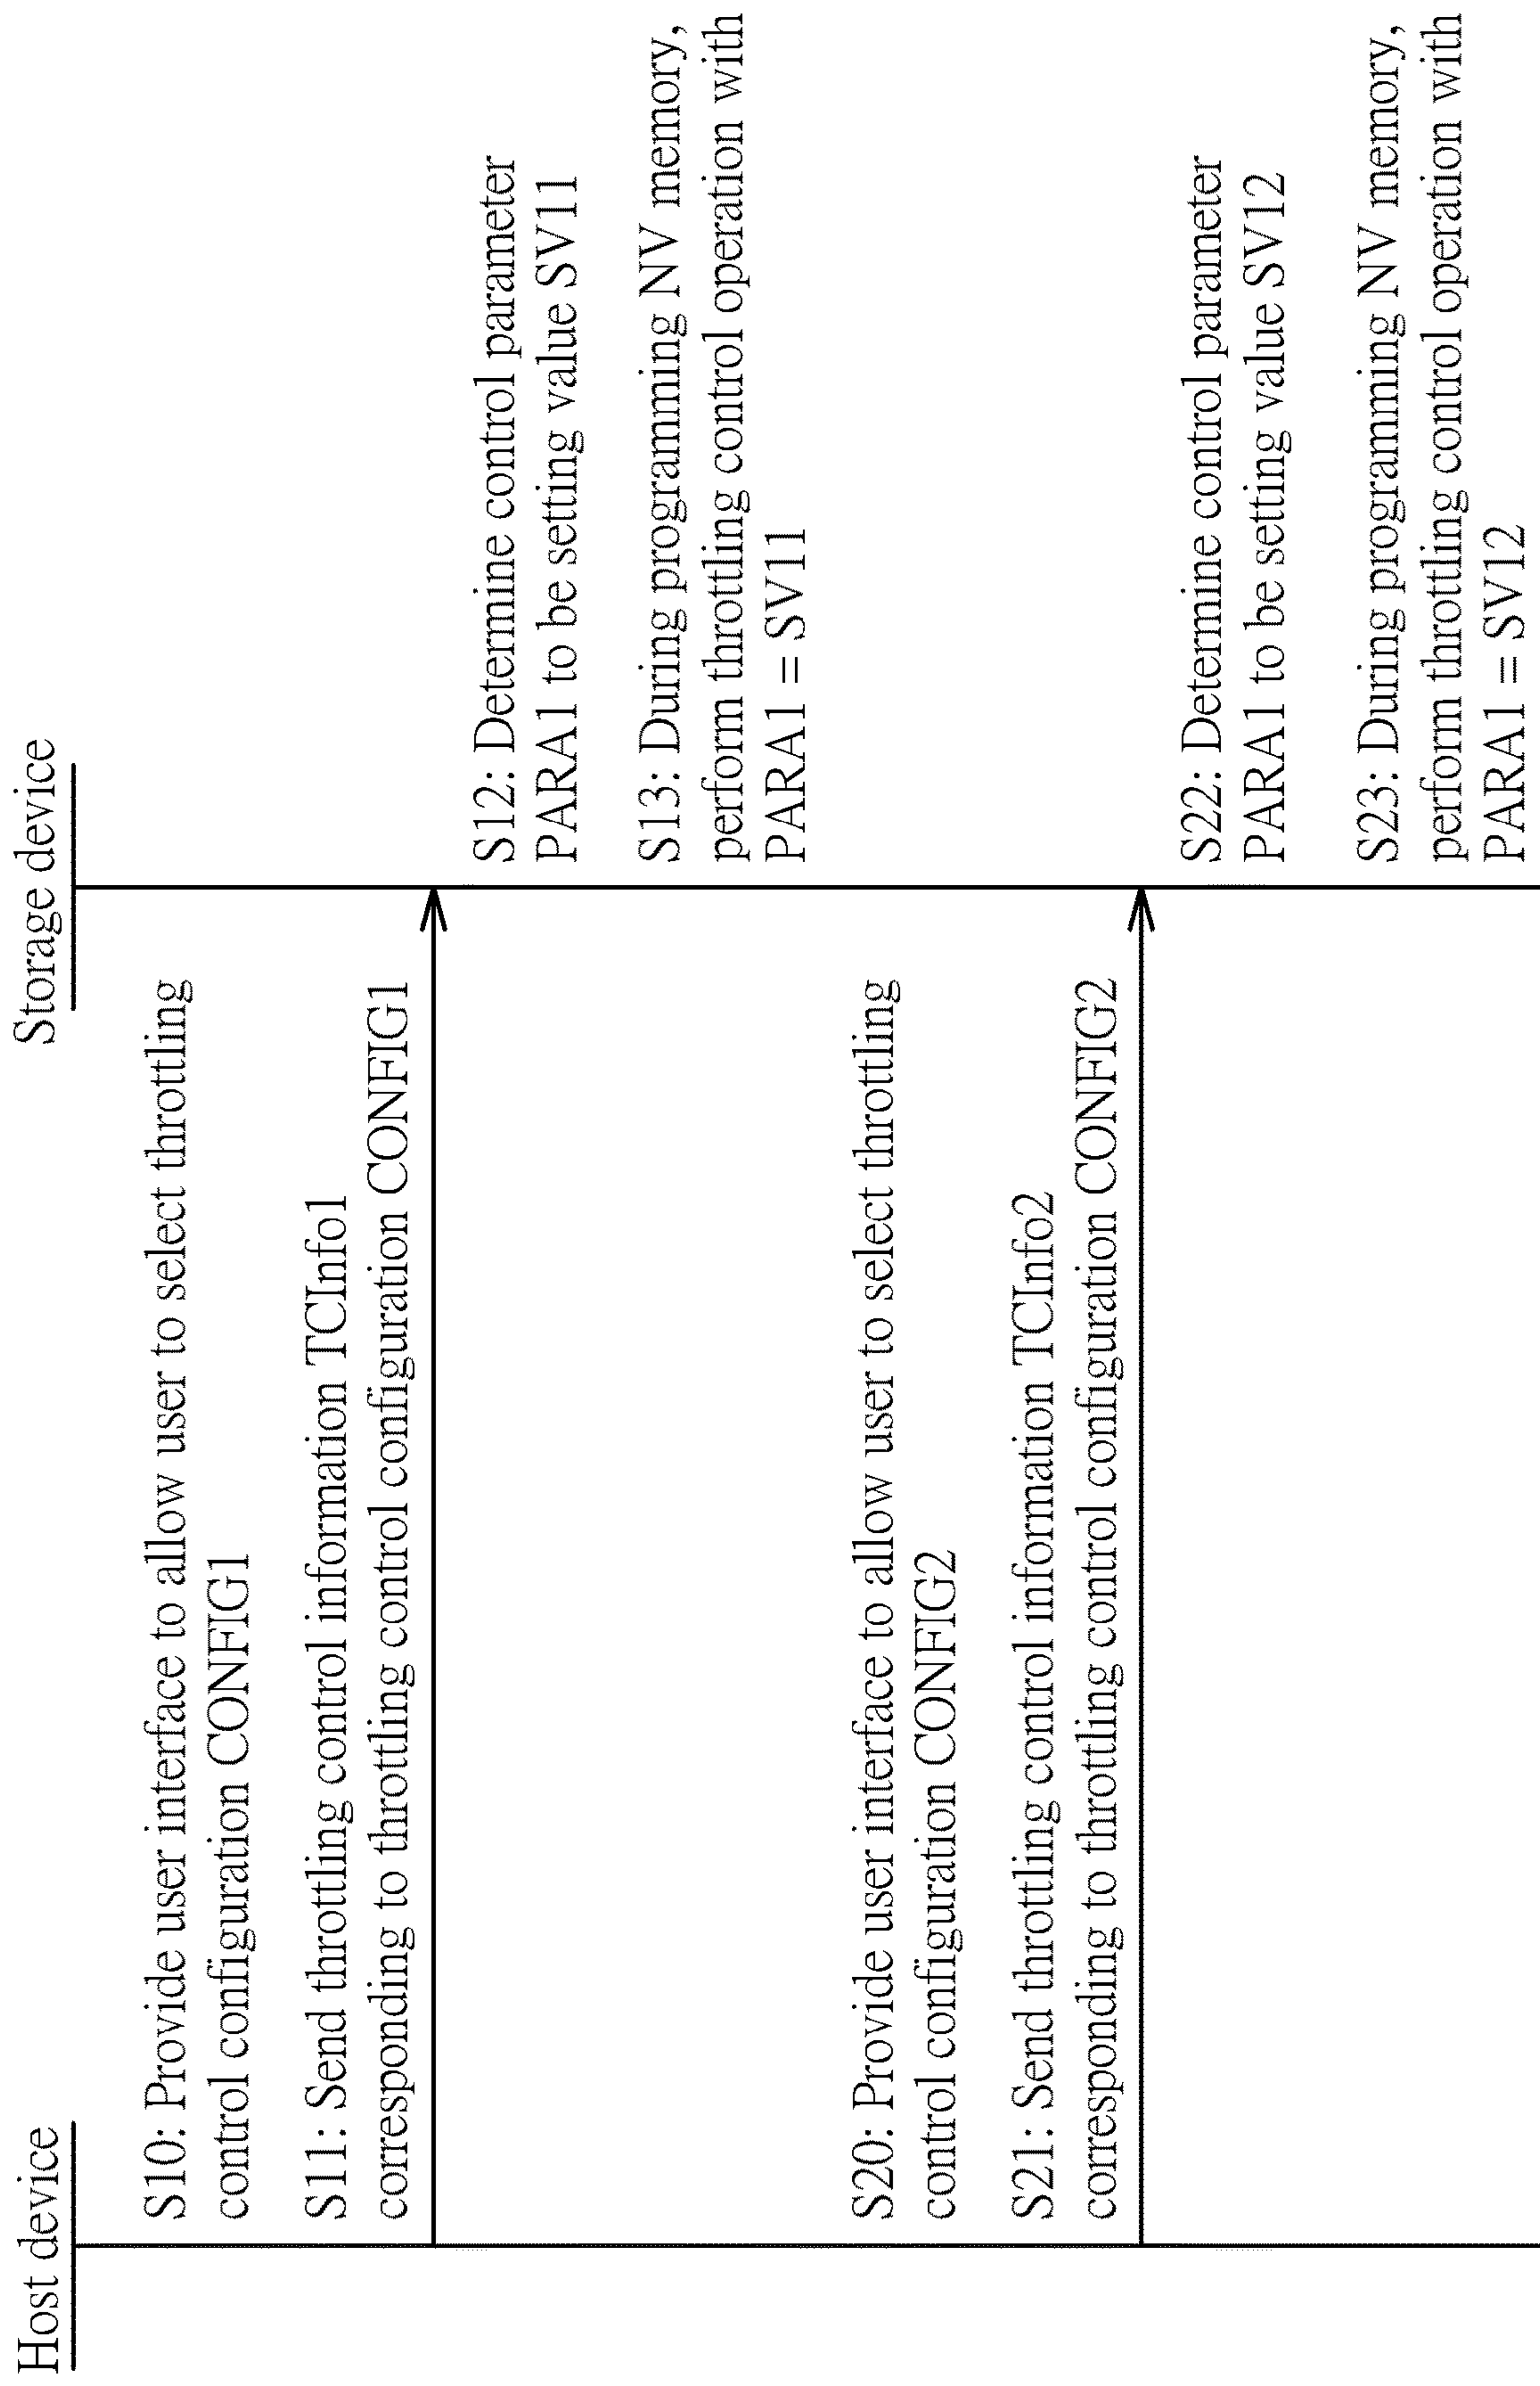 Host device
Storage device
S10: Provide user interface to allow user to select throttling
control configuration CONFIG1
S11: Send throttling control information TCInfo1
corresponding to throttling control configuration CONFIG1
S12: Determine control parameter
PARA1 to be setting value SV11
S13: During programming NV memory,
perform throttling control operation with
PARA1 = SV11
S20: Provide user interface to allow user to select throttling
control configuration CONFIG2
S21: Send throttling control information TCInfo2
corresponding to throttling control configuration CONFIG2
S22: Determine control parameter
PARA1 to be setting value SV12
S23: During programming NV memory,
perform throttling control operation with
PARA1 = SV12